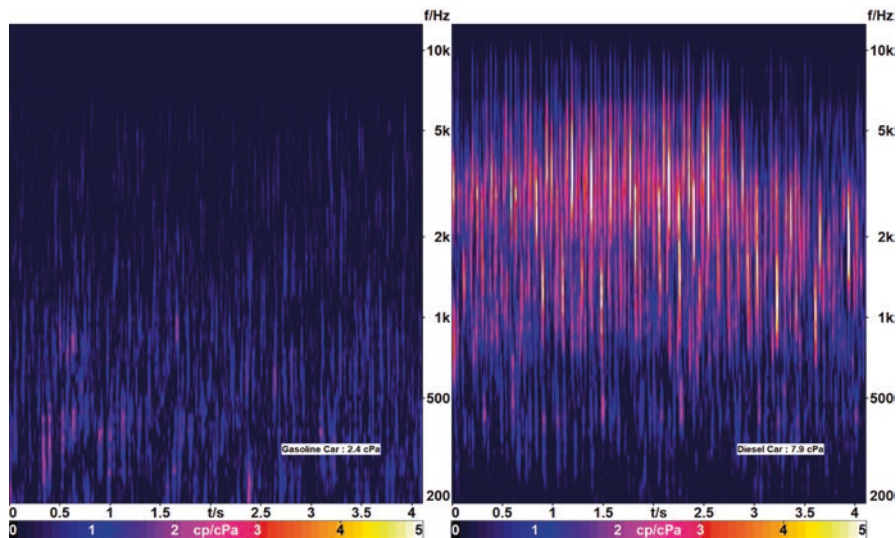 f/Hz
10k
5k
2k
1k
500
200
Gasoline Car : 2.4 cPa
0 0.5 1 1.5 2 t/s 2.5 3 3.5 4
0 1 2 cp/cPa 3 4 5
f/Hz
10k
5k
2k
1k
500
200
Diesel Car : 7.9 cPa
0 0.5 1 1.5 t/s 2.5 3 3.5 4
0 1 2 cp/cPa 3 4 5